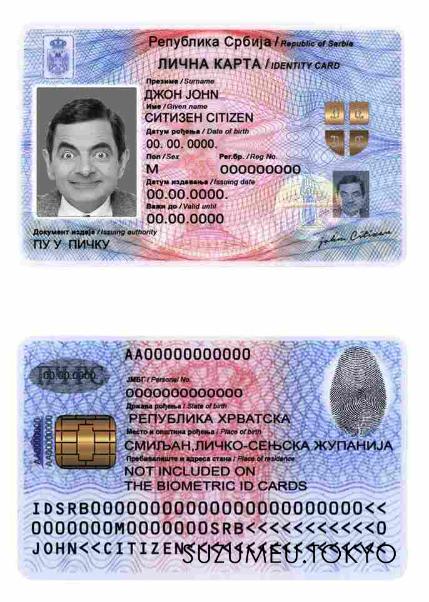 Република Србија / Republic of Serbia
ЛИЧНА КАРТА / IDENTITY CARD
Презиме / Surname
ДЖОН JOHN
Име / Given name
СИТИЗЕН CITIZEN
Датум рођења / Date of birth
00. 00. 0000.
Пол / Sex Рег.бр. / Reg No.
М 000000000
Датум издавања / Issuing date
00.00.0000.
Важи до / Valid until
00.00.0000
Документ издаје / Issuing authority
ПУ У ПИЧКУ
John Citizen
AA00000000000
00.00.0000
ЈМБГ / Personal No.
0000000000000
Држава рођења / State of birth
РЕПУБЛИКА ХРВАТСКА
Место и општина рођења / Place of birth
СМИЉАН,ЛИЧКО-СЕЊСКА ЖУПАНИЈА
Пребивалиште и адреса стана / Place of residence
NOT INCLUDED ON
THE BIOMETRIC ID CARDS
JOHN<<CITIZEN
SUZUMEU.TOKYO